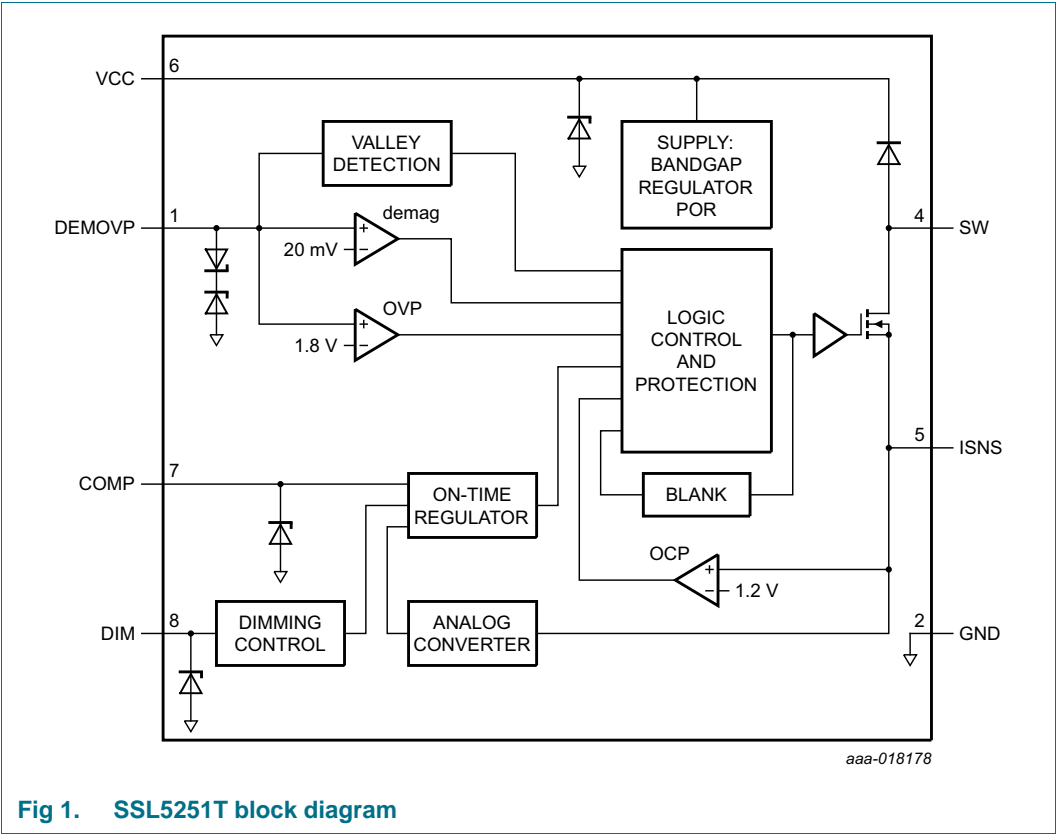 6
VCC
VALLEY
DETECTION
SUPPLY:
BANDGAP
REGULATOR
POR
DEMOVP
1
demag
+
20 mV
−
4
SW
OVP
+
1.8 V
−
LOGIC
CONTROL
AND
PROTECTION
5
ISNS
COMP
7
ON-TIME
REGULATOR
BLANK
OCP
+
−
1.2 V
DIM
8
DIMMING
CONTROL
ANALOG
CONVERTER
2
GND
aaa-018178
Fig 1. SSL5251T block diagram